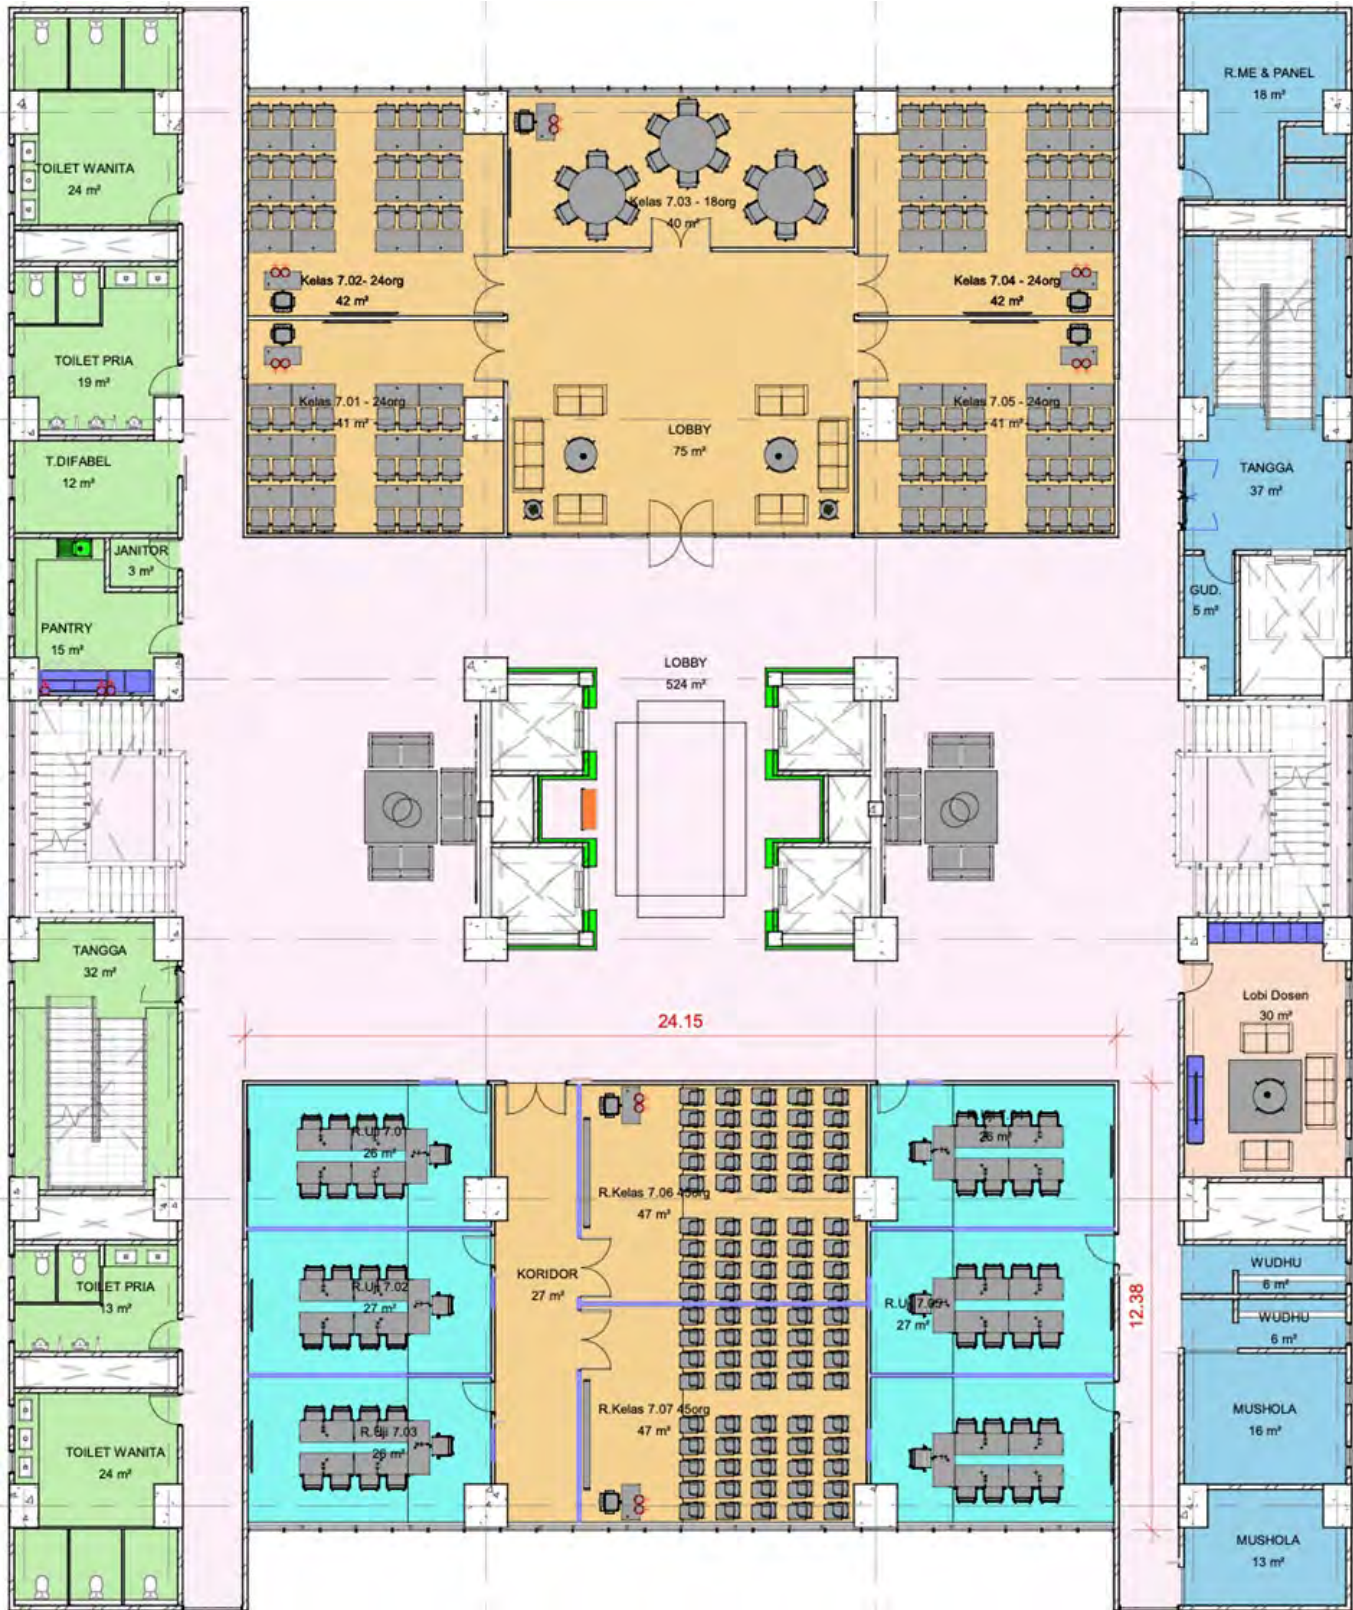 R.ME & PANEL
18 m²
TOILET WANITA
24 m²
Kelas 7.03 - 18org
40 m²
Kelas 7.02- 24org
42 m²
Kelas 7.04 - 24org
42 m²
TOILET PRIA
19 m²
Kelas 7.01 - 24org
41 m²
Kelas 7.05 - 24org
41 m²
LOBBY
75 m²
T.DIFABEL
12 m²
TANGGA
37 m²
JANITOR
3 m²
GUD.
5 m²
PANTRY
15 m²
LOBBY
524 m²
TANGGA
32 m²
Lobi Dosen
30 m²
24.15
R.Uji 7.01
26 m²
26 m²
R.Kelas 7.06 45org
47 m²
KORIDOR
27 m²
WUDHU
6 m²
TOILET PRIA
13 m²
R.Uji 7.02
27 m²
R.Uji 7.05
27 m²
12.38
WUDHU
6 m²
R.Kelas 7.07 45org
47 m²
MUSHOLA
16 m²
R.Uji 7.03
26 m²
TOILET WANITA
24 m²
MUSHOLA
13 m²